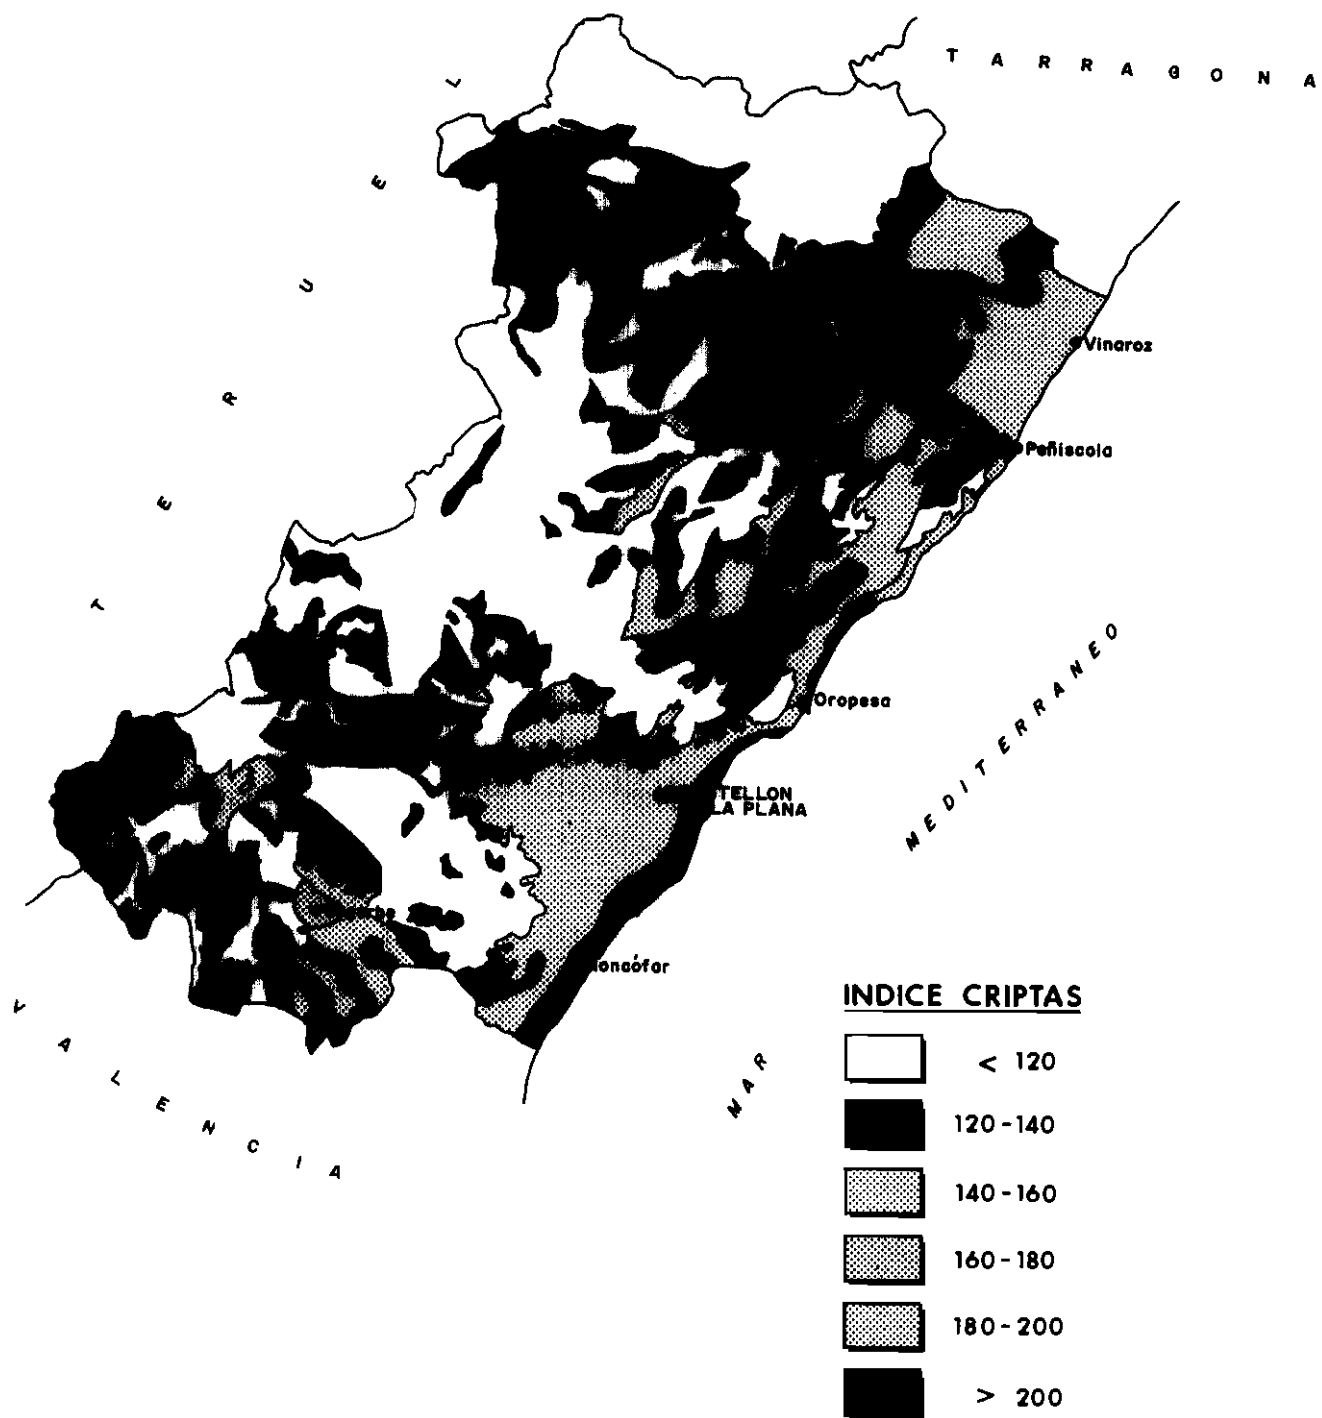 TARRAGONA
TERUEL
Vinaroz
Peñiscola
Oropesa
MEDITERRANEO
TELLON
LA PLANA
oncófar
VALENCIA
MAR
INDICE CRIPTAS
< 120
120-140
140-160
160-180
180-200
> 200